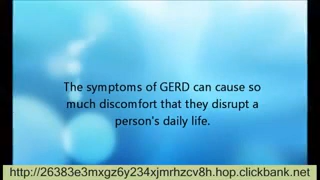 The symptoms of GERD can cause so
much discomfort that they disrupt a
person's daily life.
http://26383e3mxgz6y234xjmrhzcv8h.hop.clickbank.net